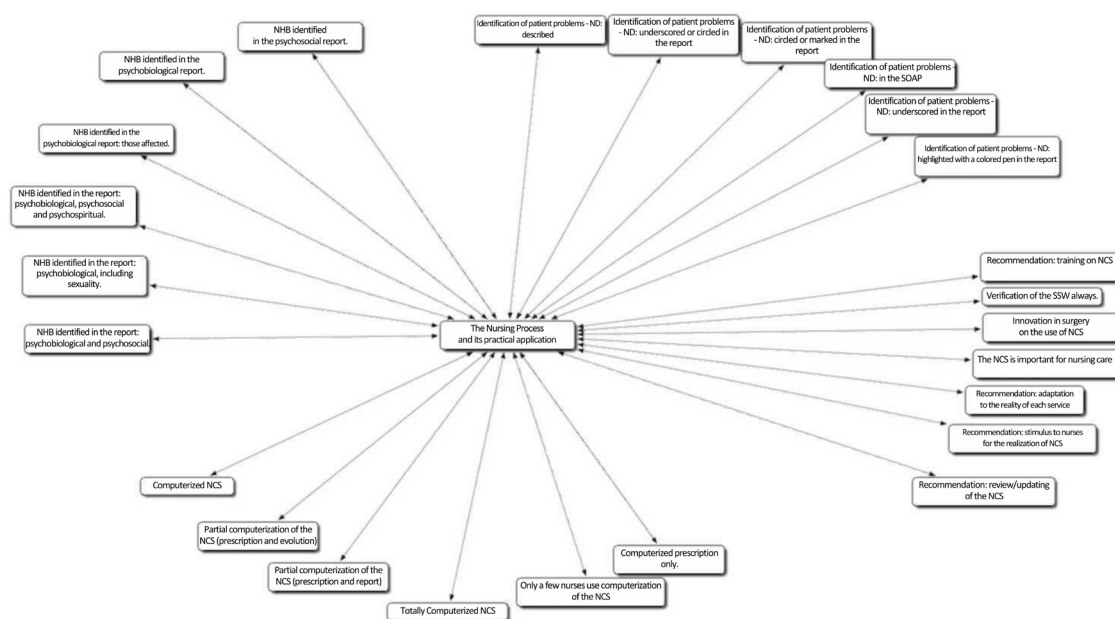 NHB identified
in the psychosocial report.
NHB identified in the
psychobiological report.
NHB identified in the
psychobiological report: those affected.
NHB identified in the report:
psychobiological, psychosocial
and psychospiritual.
NHB identified in the report:
psychobiological, including
sexuality.
NHB identified in the report:
psychobiological and psychosocial.
Identification of patient problems - ND:
described
Identification of patient problems
- ND: underscored or circled in
the report
Identification of patient problems
- ND: circled or marked in the
report
Identification of patient problems -
ND: in the SOAP
Identification of patient problems -
ND: underscored in the report
Identification of patient problems - ND:
highlighted with a colored pen in the report
The Nursing Process
and its practical application
Recommendation: training on NCS
Verification of the SSW always.
Innovation in surgery
on the use of NCS
The NCS is important for nursing care
Recommendation: adaptation
to the reality of each service
Recommendation: stimulus to nurses
for the realization of NCS
Recommendation: review/updating
of the NCS
Computerized NCS
Partial computerization of the
NCS (prescription and evolution)
Partial computerization of the
NCS (prescription and report)
Totally Computerized NCS
Only a few nurses use computerization
of the NCS
Computerized prescription
only.